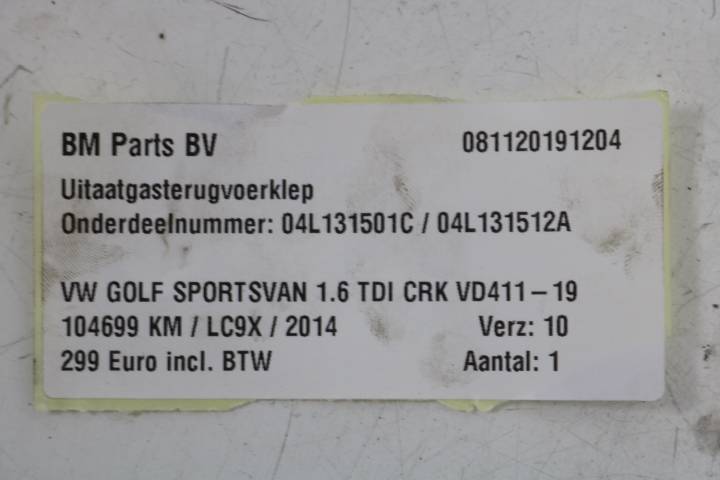 BM Parts BV 081120191204
Uitaatgasterugvoerklep
Onderdeelnummer: 04L131501C / 04L131512A
VW GOLF SPORTSVAN 1.6 TDI CRK VD411-19
104699 KM / LC9X / 2014 Verz: 10
299 Euro incl. BTW Aantal: 1